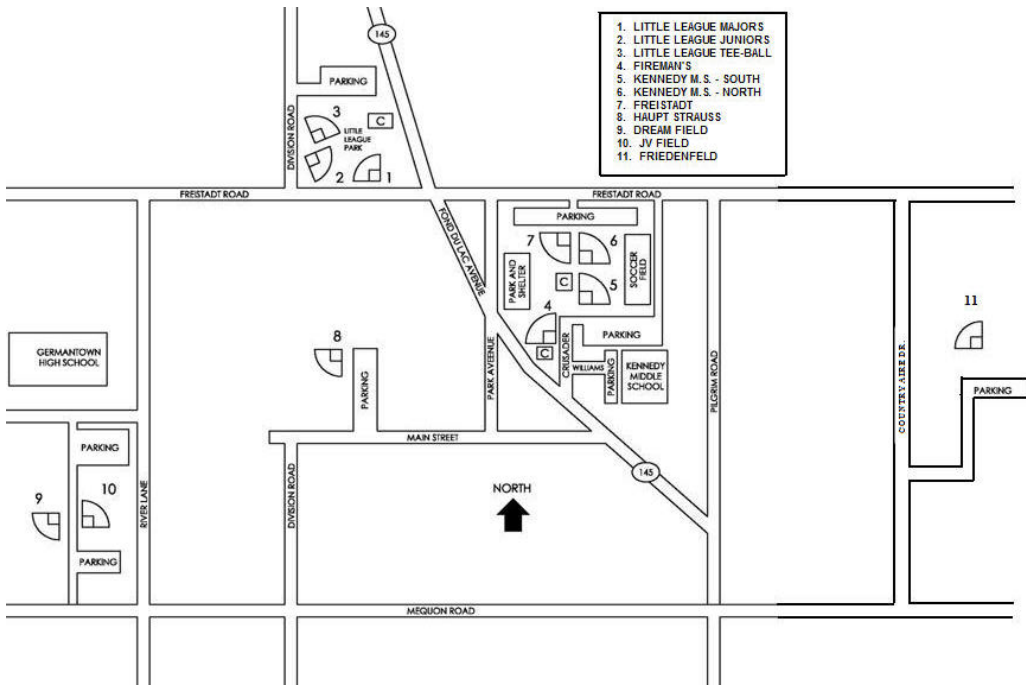 145
1. LITTLE LEAGUE MAJORS
2. LITTLE LEAGUE JUNIORS
3. LITTLE LEAGUE TEE-BALL
4. FIREMAN'S
5. KENNEDY M.S. - SOUTH
6. KENNEDY M.S. - NORTH
7. FREISTADT
8. HAUPT STRAUSS
9. DREAM FIELD
10. JV FIELD
11. FRIEDENFELD
PARKING
DIVISION ROAD
3
C
LITTLE
LEAGUE
PARK
2
1
FREISTADT ROAD
FREISTADT ROAD
FOND DU LAC AVENUE
PARKING
7
6
PARK AND
SHELTER
C
5
SOCCER
FIELD
4
C
CRUSADER
PARKING
WILLIAMS
PARKING
KENNEDY
MIDDLE
SCHOOL
PILGRIM ROAD
COUNTRY AIRE DR.
11
PARKING
GERMANTOWN
HIGH SCHOOL
8
PARKING
PARK AVEENUE
MAIN STREET
145
PARKING
9
10
PARKING
RIVER LANE
DIVISION ROAD
NORTH
MEQUON ROAD